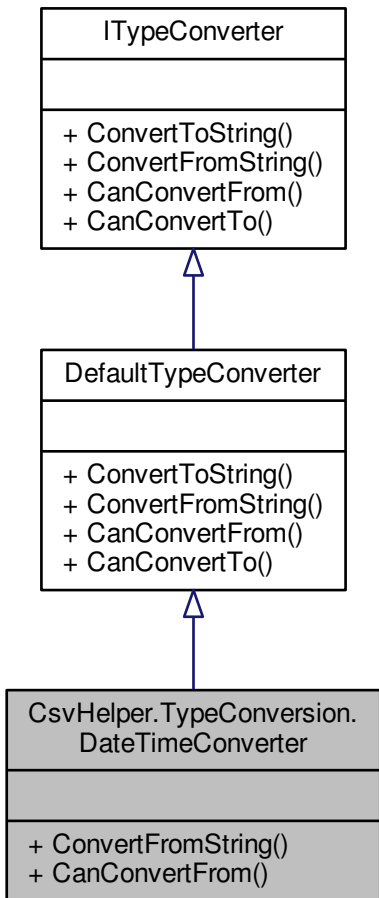 ITypeConverter
+ ConvertToString()
+ ConvertFromString()
+ CanConvertFrom()
+ CanConvertTo()
DefaultTypeConverter
+ ConvertToString()
+ ConvertFromString()
+ CanConvertFrom()
+ CanConvertTo()
CsvHelper.TypeConversion.
DateTimeConverter
+ ConvertFromString()
+ CanConvertFrom()